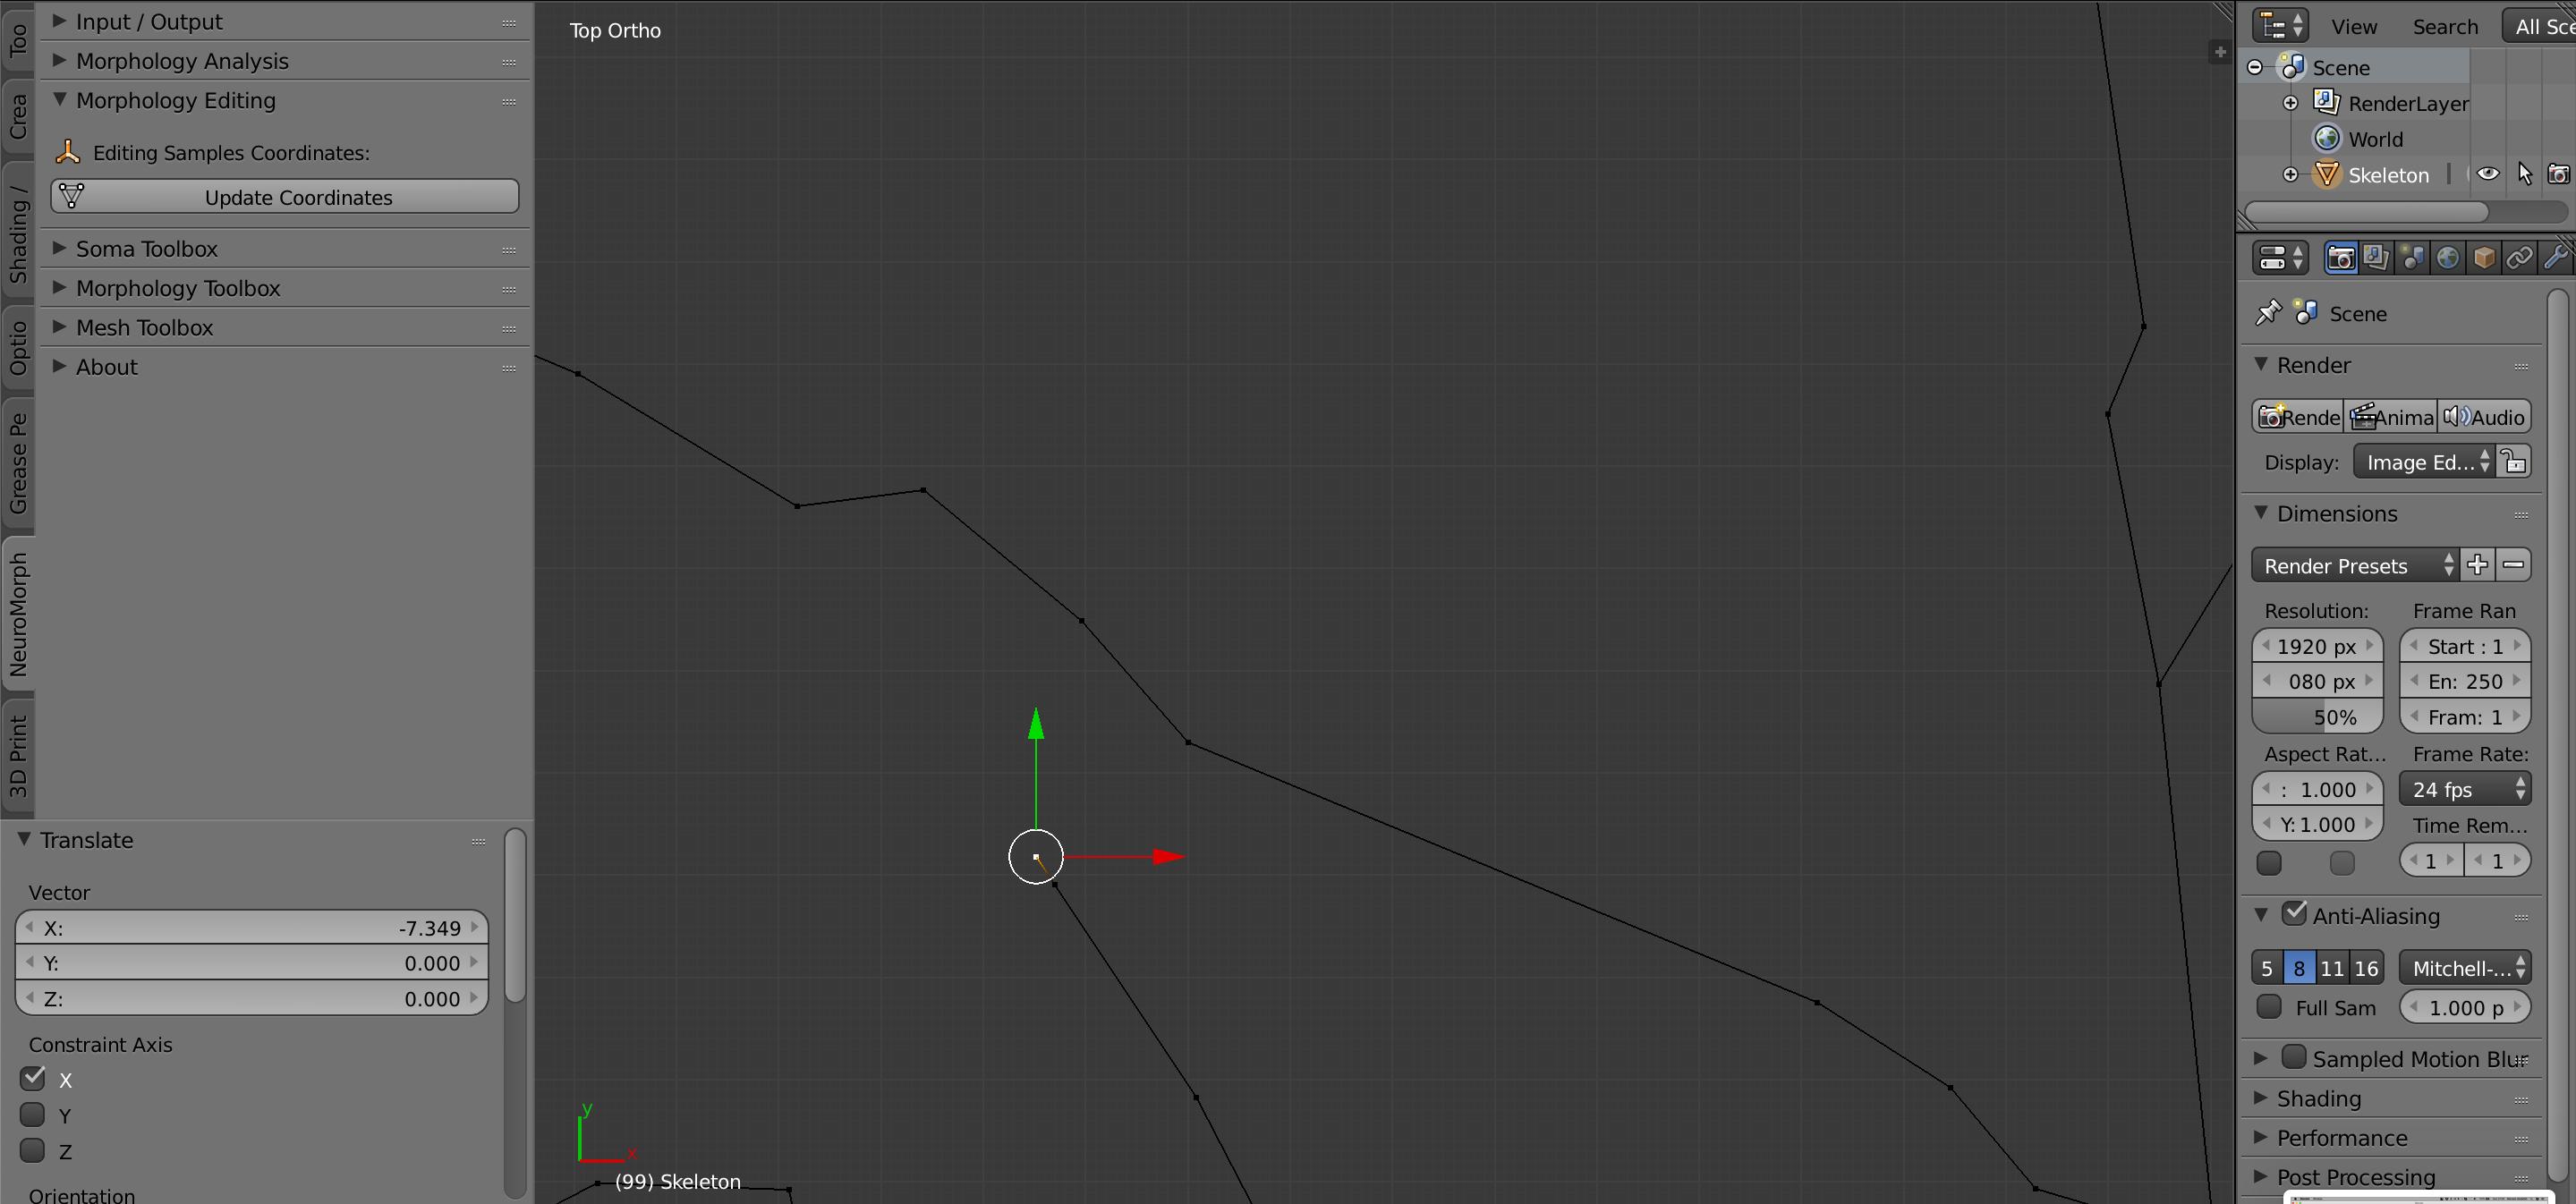 Too
Crea
Shading /
Optio
Grease Pe
NeuroMorph
3D Print
Input / Output
Morphology Analysis
Morphology Editing
Editing Samples Coordinates:
Update Coordinates
Soma Toolbox
Morphology Toolbox
Mesh Toolbox
About
Translate
Vector
X: -7.349
Y: 0.000
Z: 0.000
Constraint Axis
X
Y
Z
Orientation
Top Ortho
y
x
(99) Skeleton
View Search All Sce
Scene
RenderLayer
World
Skeleton
Scene
Render
Rende Anima Audio
Display: Image Ed...
Dimensions
Render Presets
Resolution: Frame Ran
1920 px Start : 1
080 px En: 250
50% Fram: 1
Aspect Rat... Frame Rate:
: 1.000 24 fps
Y: 1.000 Time Rem...
1 1
Anti-Aliasing
5 8 11 16 Mitchell-...
Full Sam 1.000 p
Sampled Motion Blur
Shading
Performance
Post Processing